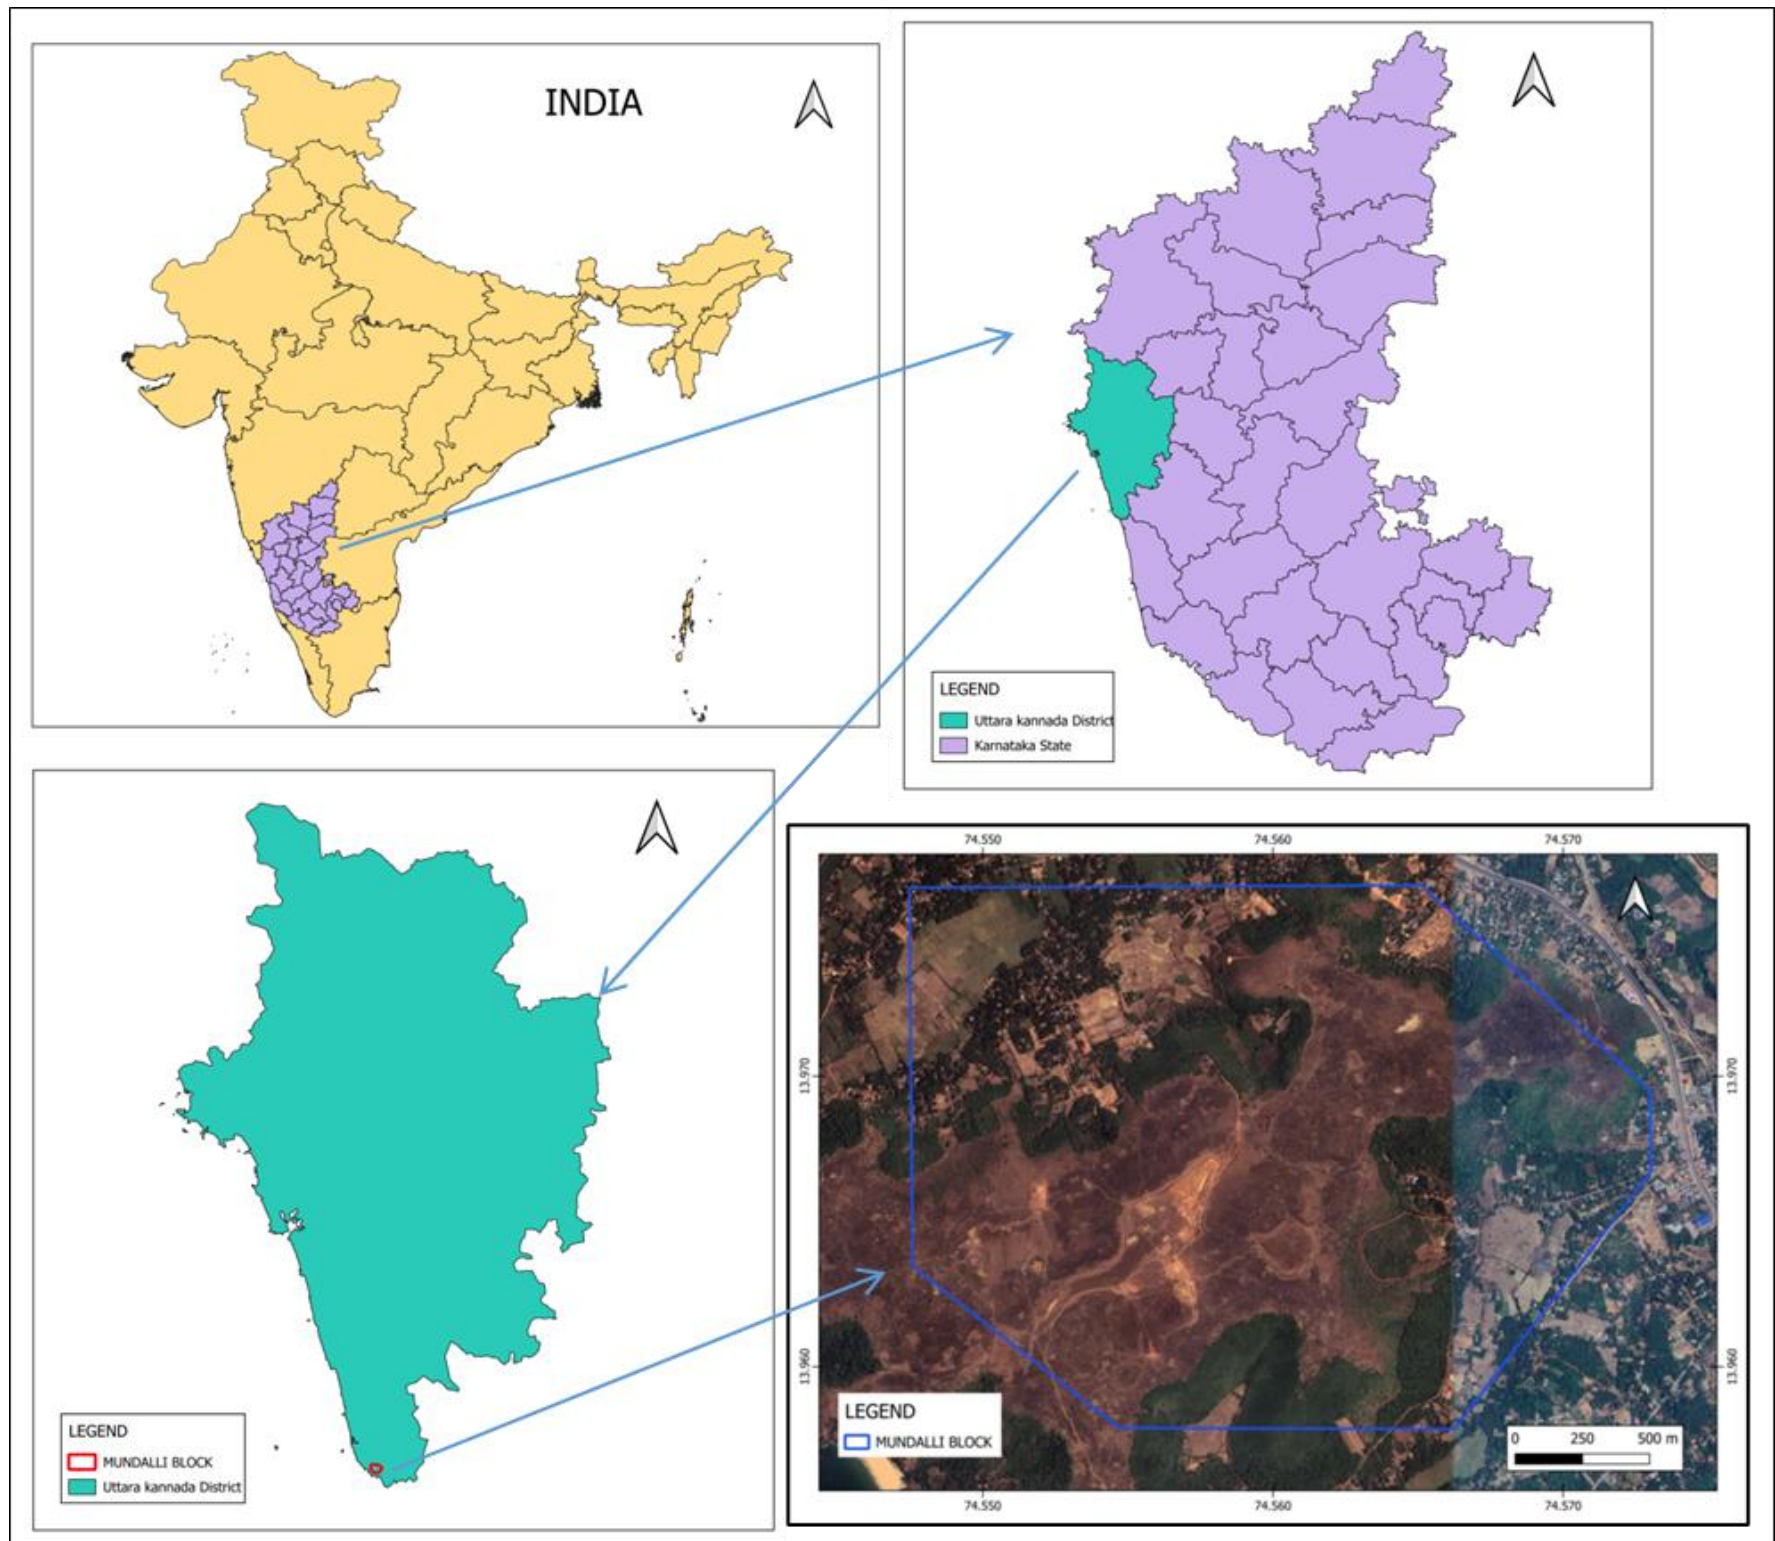 INDIA
LEGEND
Uttara kannada District
Karnataka State
LEGEND
MUNDALLI BLOCK
Uttara kannada District
74.550 74.560 74.570
13.970 13.970
13.960 13.960
LEGEND
MUNDALLI BLOCK
0 250 500 m
74.550 74.560 74.570